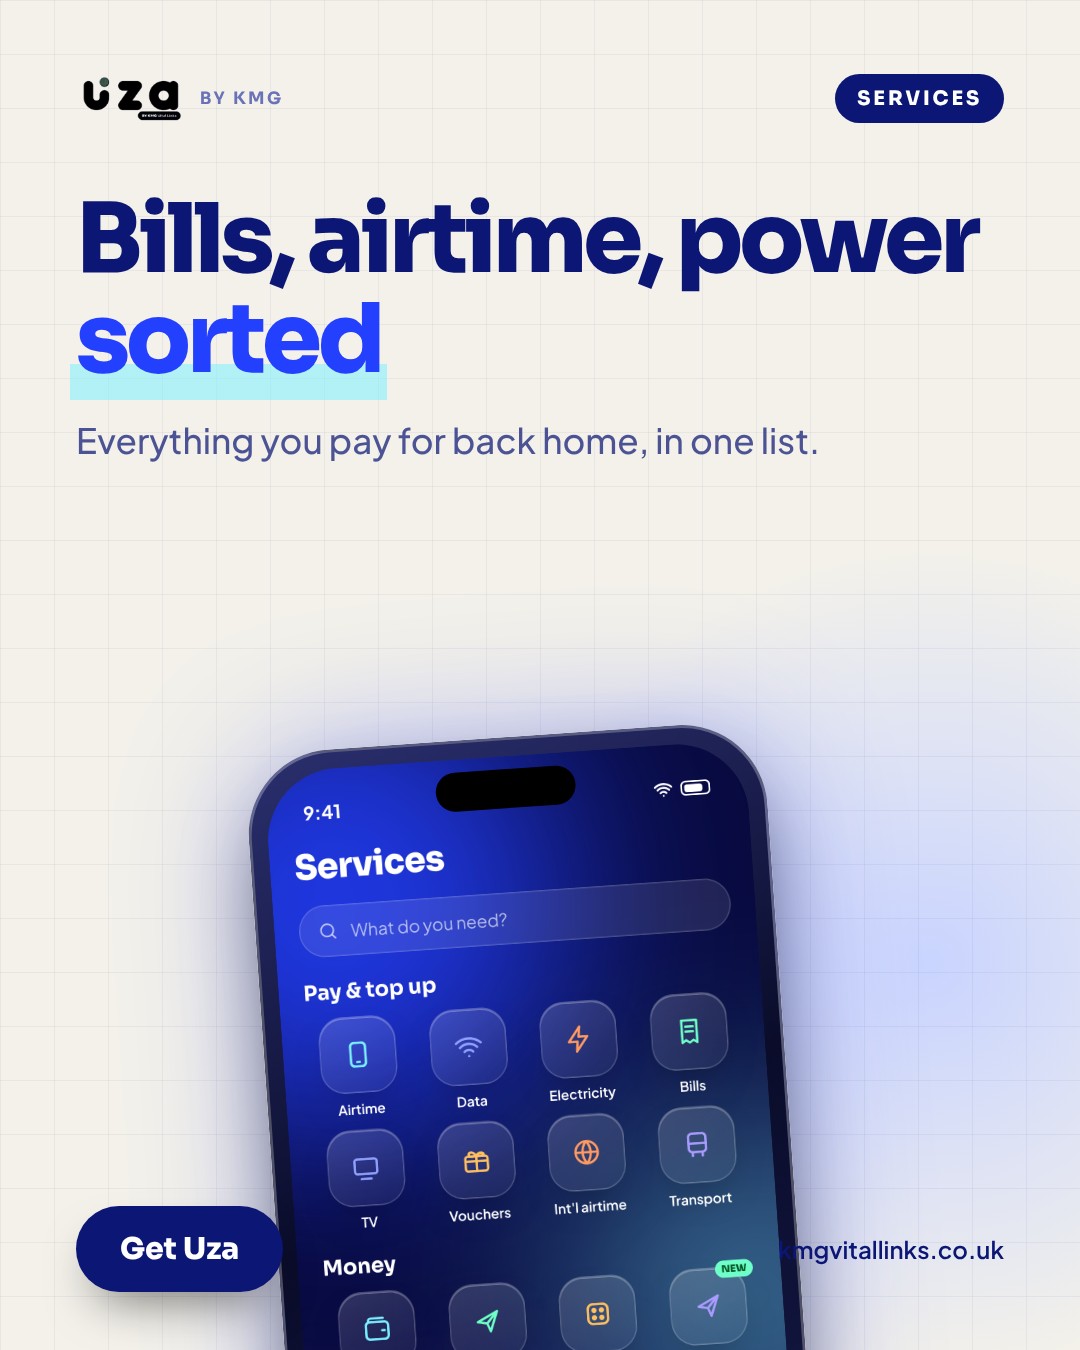 uza
BY KMG
SERVICES
Bills, airtime, power
sorted
Everything you pay for back home, in one list.
9:41
Services
What do you need?
Pay & top up
Airtime
Data
Electricity
Bills
TV
Vouchers
Int'l airtime
Transport
Money
NEW
Get Uza
kmgvitallinks.co.uk